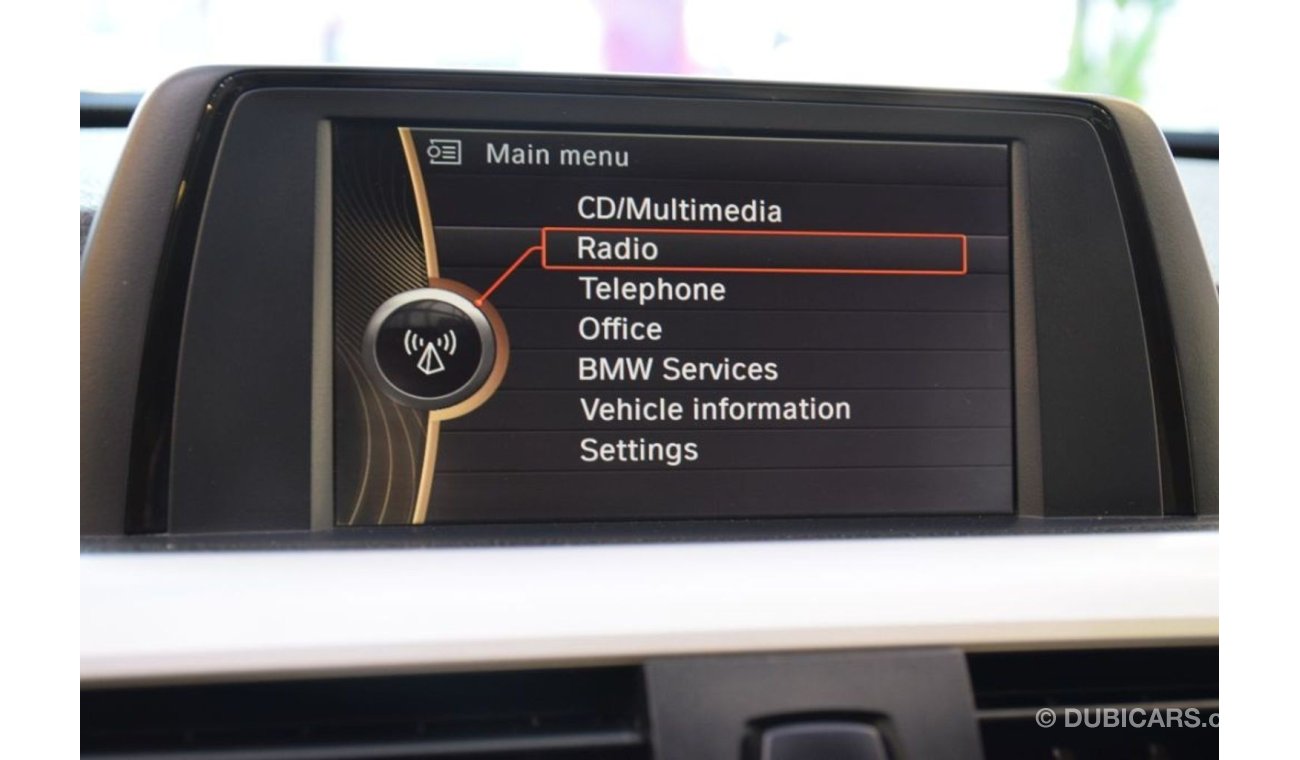 Main menu
CD/Multimedia
Radio
Telephone
Office
BMW Services
Vehicle information
Settings
© DUBICARS.c